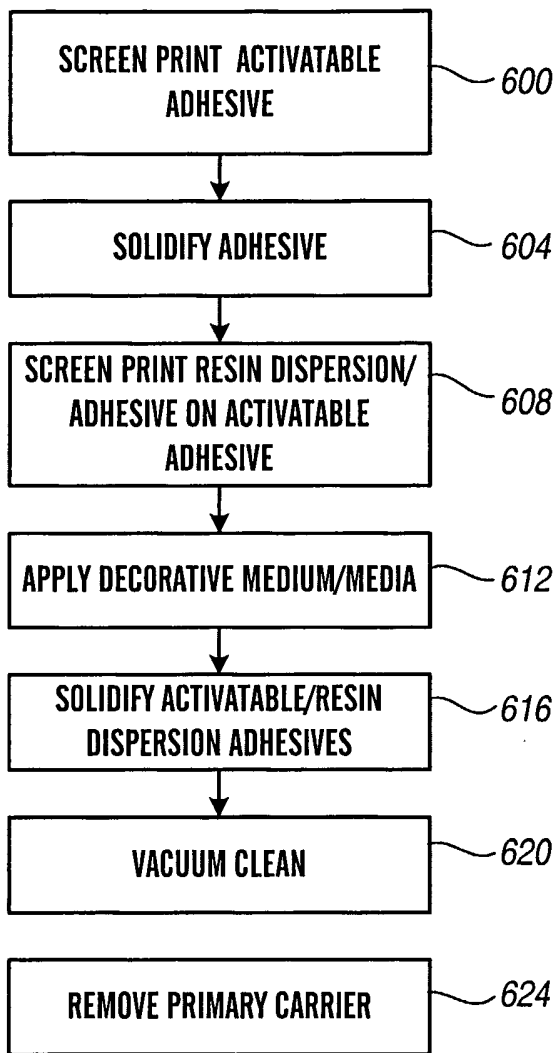 SCREEN PRINT ACTIVATABLE
ADHESIVE
600
SOLIDIFY ADHESIVE
604
SCREEN PRINT RESIN DISPERSION/
ADHESIVE ON ACTIVATABLE
ADHESIVE
608
APPLY DECORATIVE MEDIUM/MEDIA
612
SOLIDIFY ACTIVATABLE/RESIN
DISPERSION ADHESIVES
616
VACUUM CLEAN
620
REMOVE PRIMARY CARRIER
624